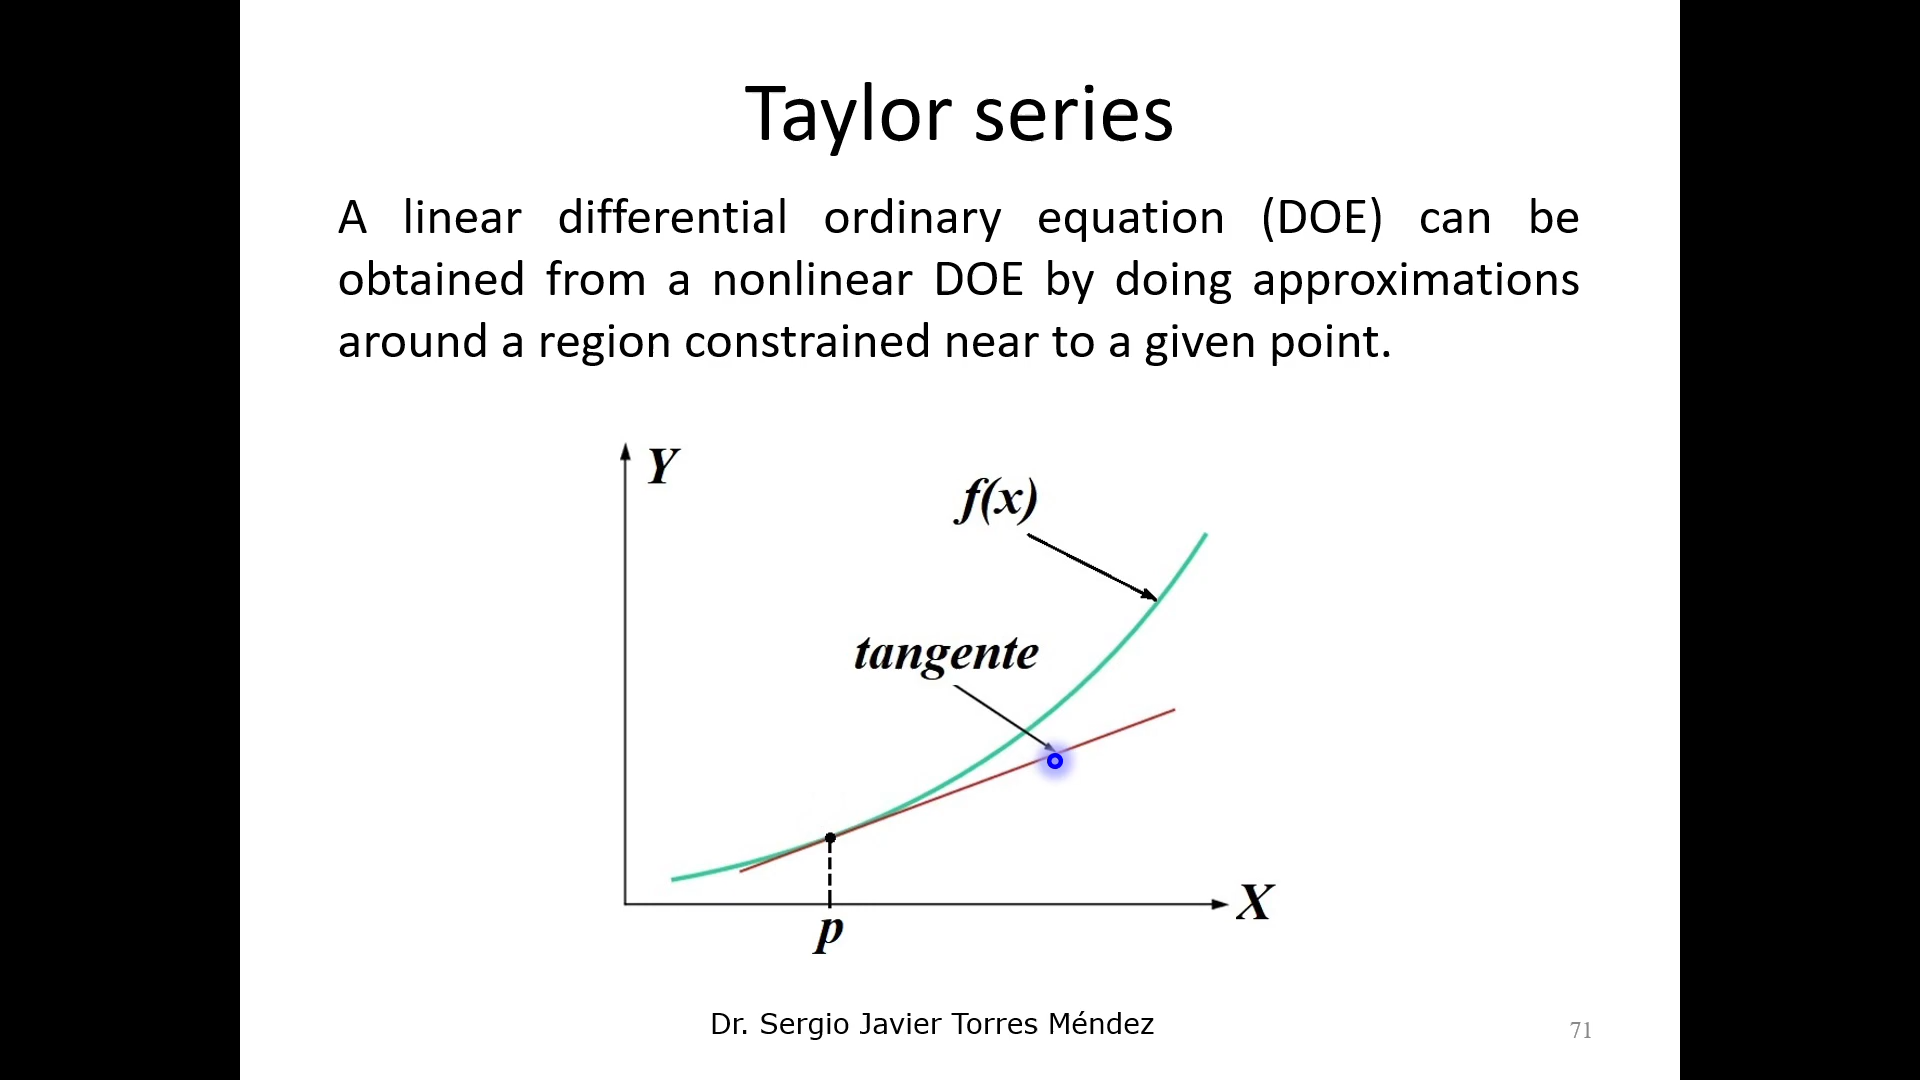 Taylor series
A linear differential ordinary equation (DOE) can be
obtained from a nonlinear DOE by doing approximations
around a region constrained near to a given point.
Y
f(x)
tangente
X
p
Dr. Sergio Javier Torres Méndez
71